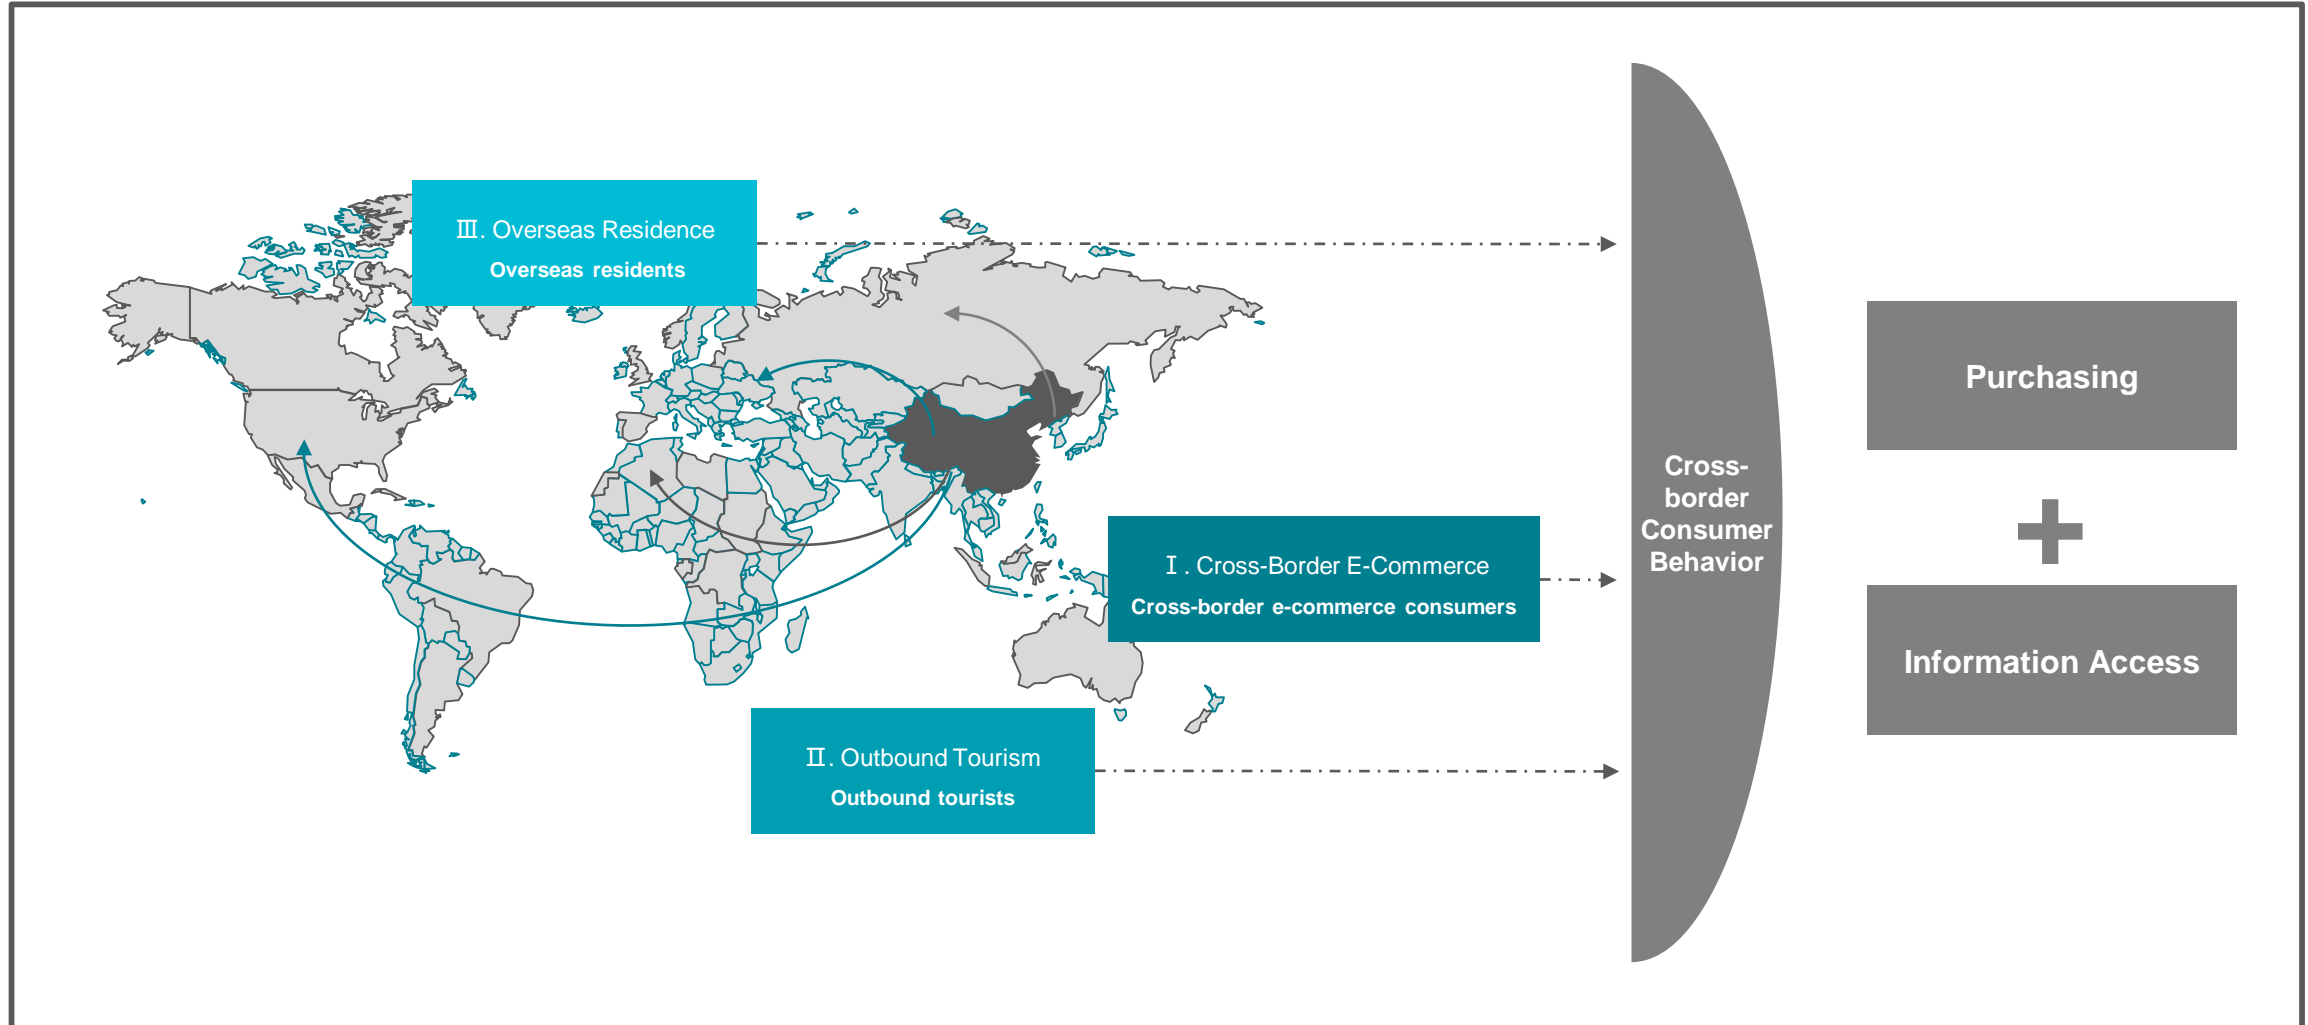 Ⅲ. Overseas Residence
Overseas residents
Ⅰ. Cross-Border E-Commerce
Cross-border e-commerce consumers
Ⅱ. Outbound Tourism
Outbound tourists
Cross-
border
Consumer
Behavior
Purchasing
+
Information Access